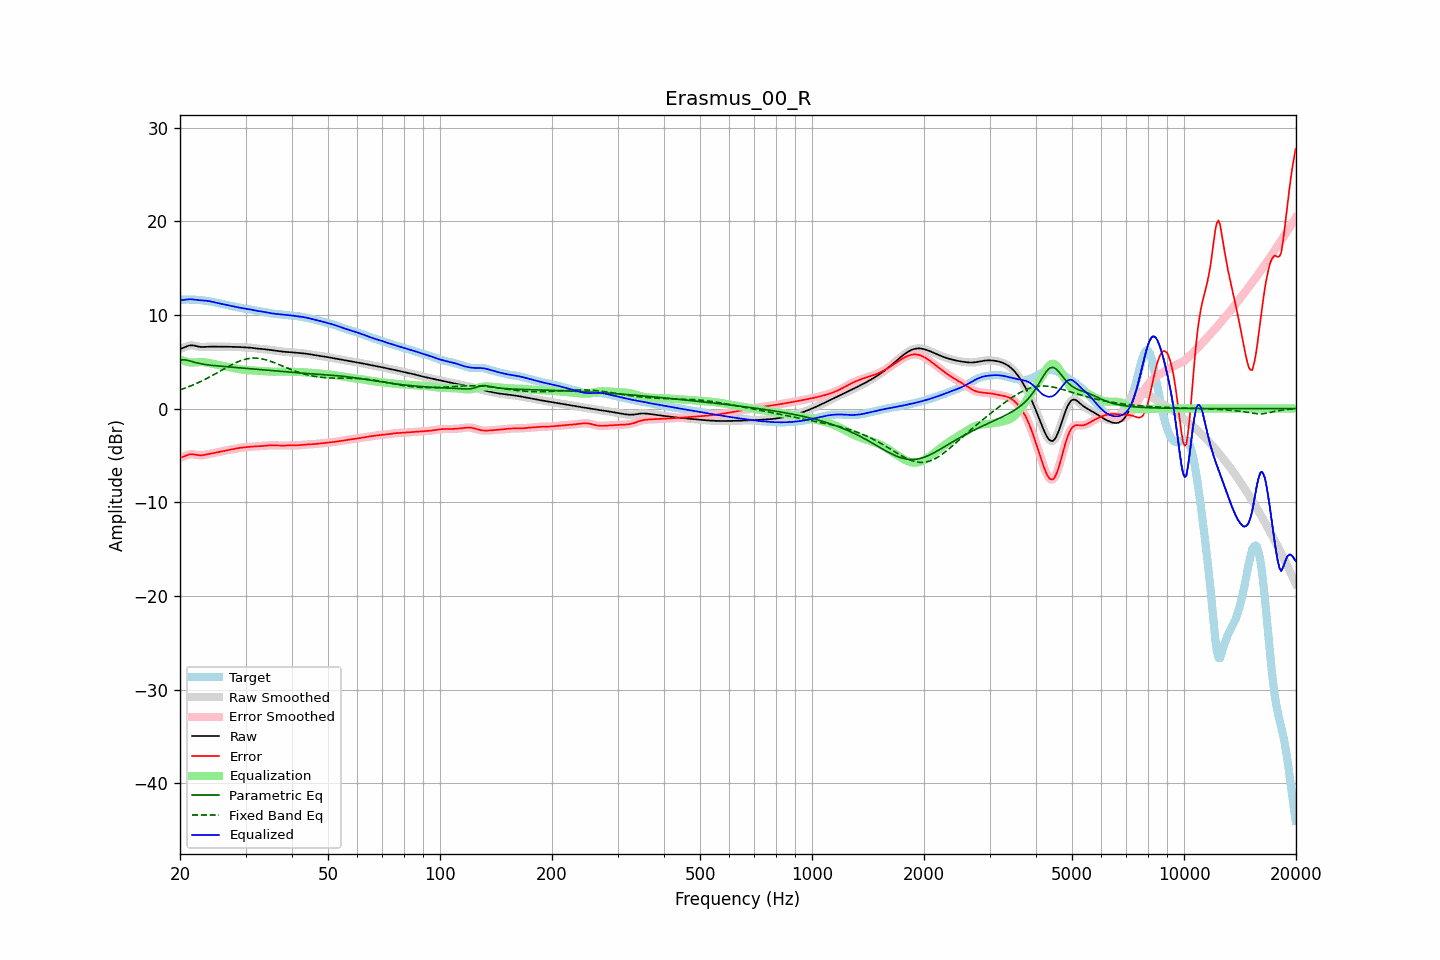 Erasmus_00_R
30
20
10
0
−10
−20
−30
−40
Amplitude (dBr)
Target
Raw Smoothed
Error Smoothed
Raw
Error
Equalization
Parametric Eq
Fixed Band Eq
Equalized
20 50 100 200 500 1000 2000 5000 10000 20000
Frequency (Hz)